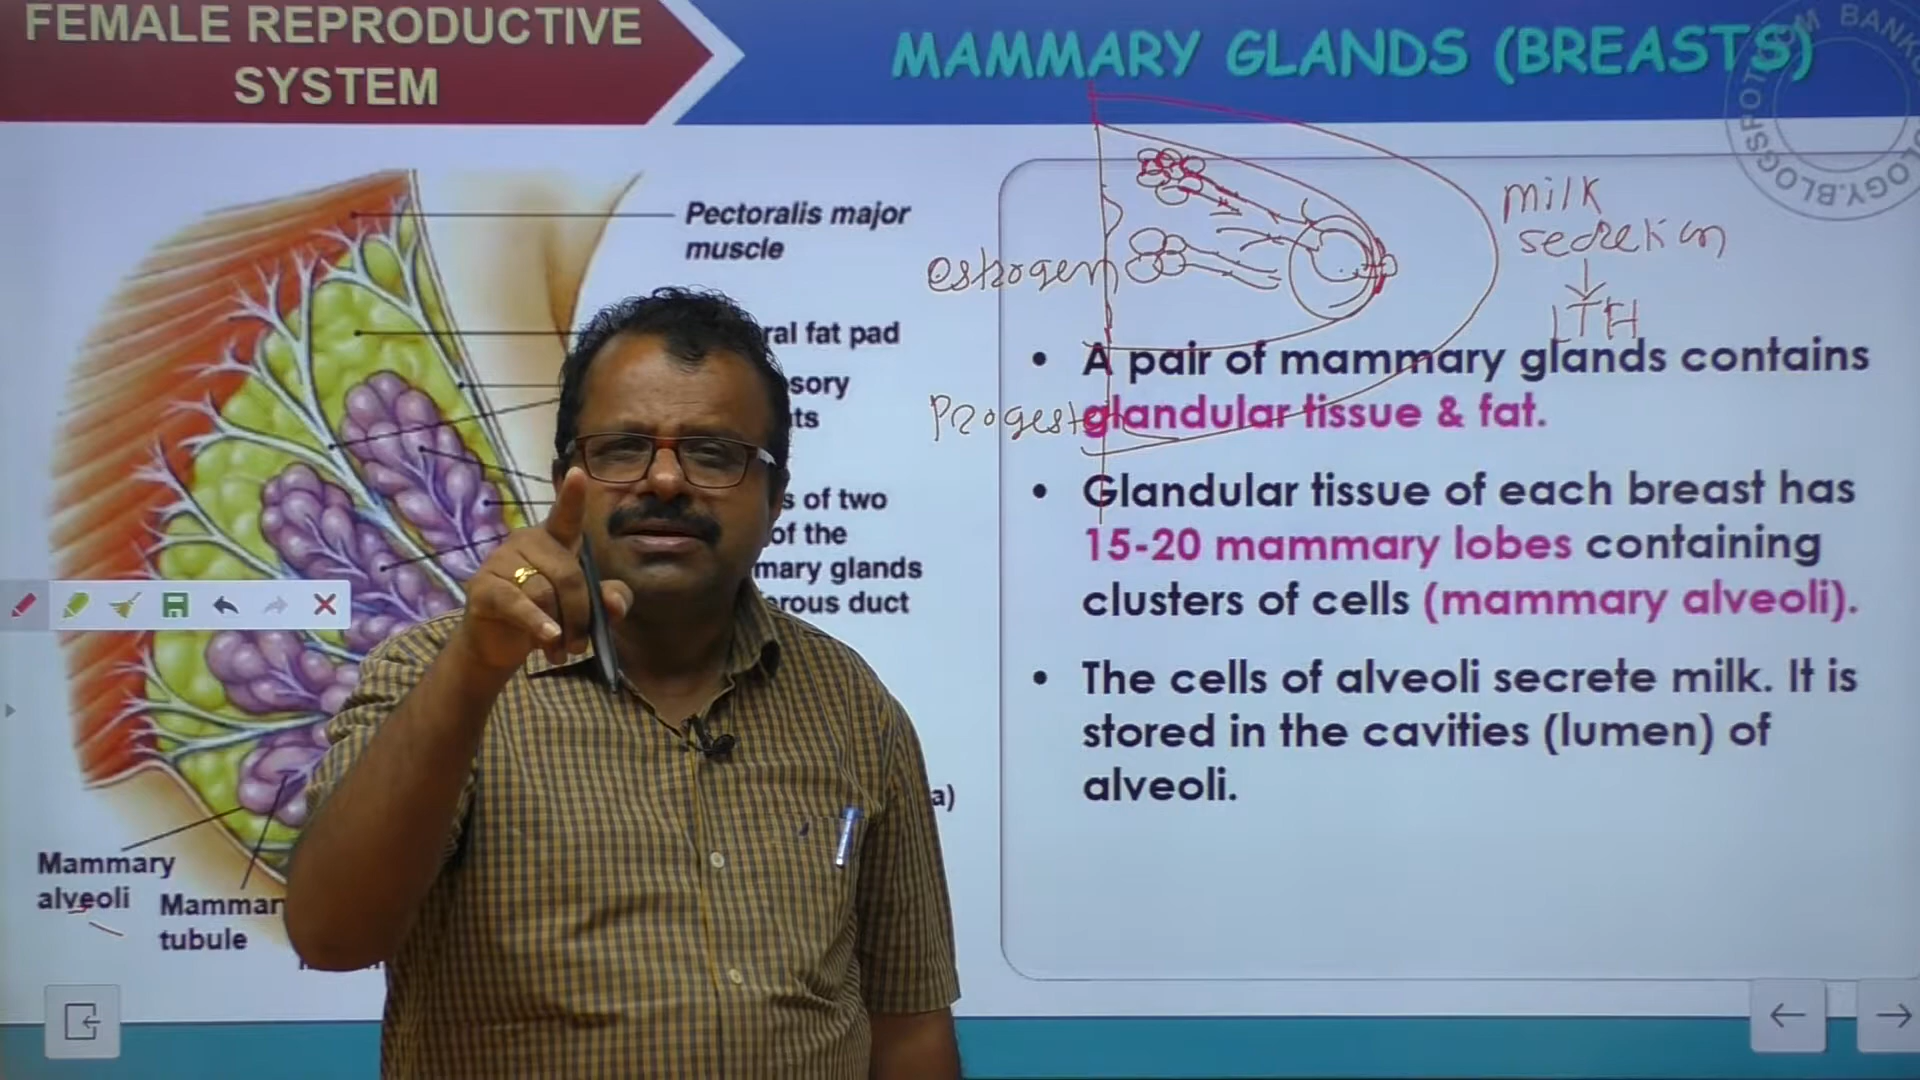 FEMALE REPRODUCTIVE
SYSTEM
MAMMARY GLANDS (BREASTS)
Pectoralis major
muscle
ral fat pad
sory
ts
s of two
of the
mary glands
erous duct
a)
Mammary
alveoli
Mammar
tubule
estrogen
Progest
milk
secretion
LTH
• A pair of mammary glands contains
glandular tissue & fat.
• Glandular tissue of each breast has
15-20 mammary lobes containing
clusters of cells (mammary alveoli).
• The cells of alveoli secrete milk. It is
stored in the cavities (lumen) of
alveoli.